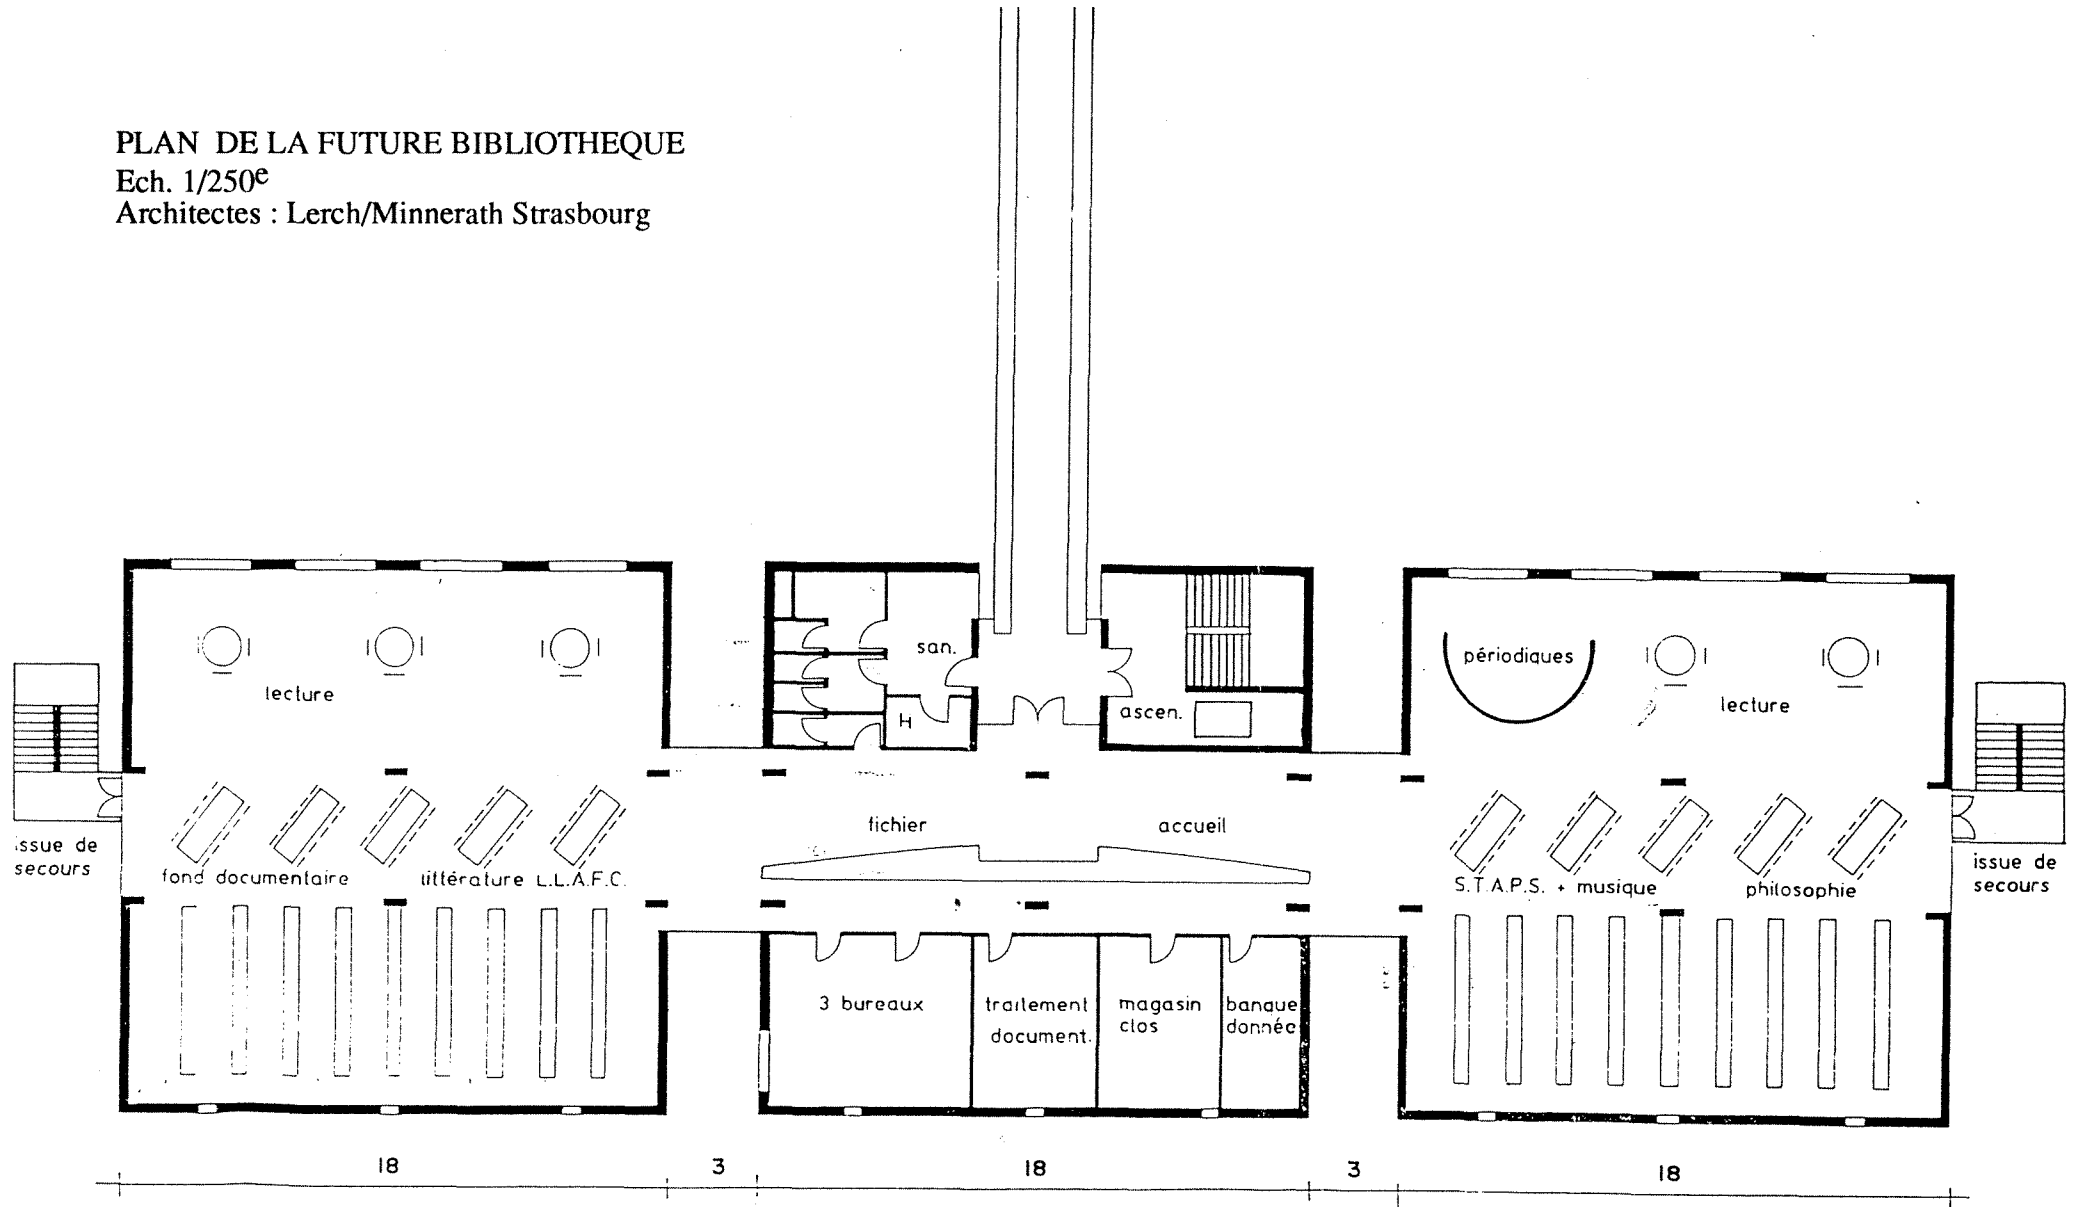 PLAN DE LA FUTURE BIBLIOTHEQUE
Ech. 1/250e
Architectes : Lerch/Minnerath Strasbourg
san.
périodiques
lecture
lecture
H
ascen.
fichier
accueil
issue de
secours
fond documentaire
littérature L.L.A.F.C.
S.T.A.P.S. + musique
philosophie
issue de
secours
3 bureaux
traitement
document.
magasin
clos
banque
donnée
18
3
18
3
18